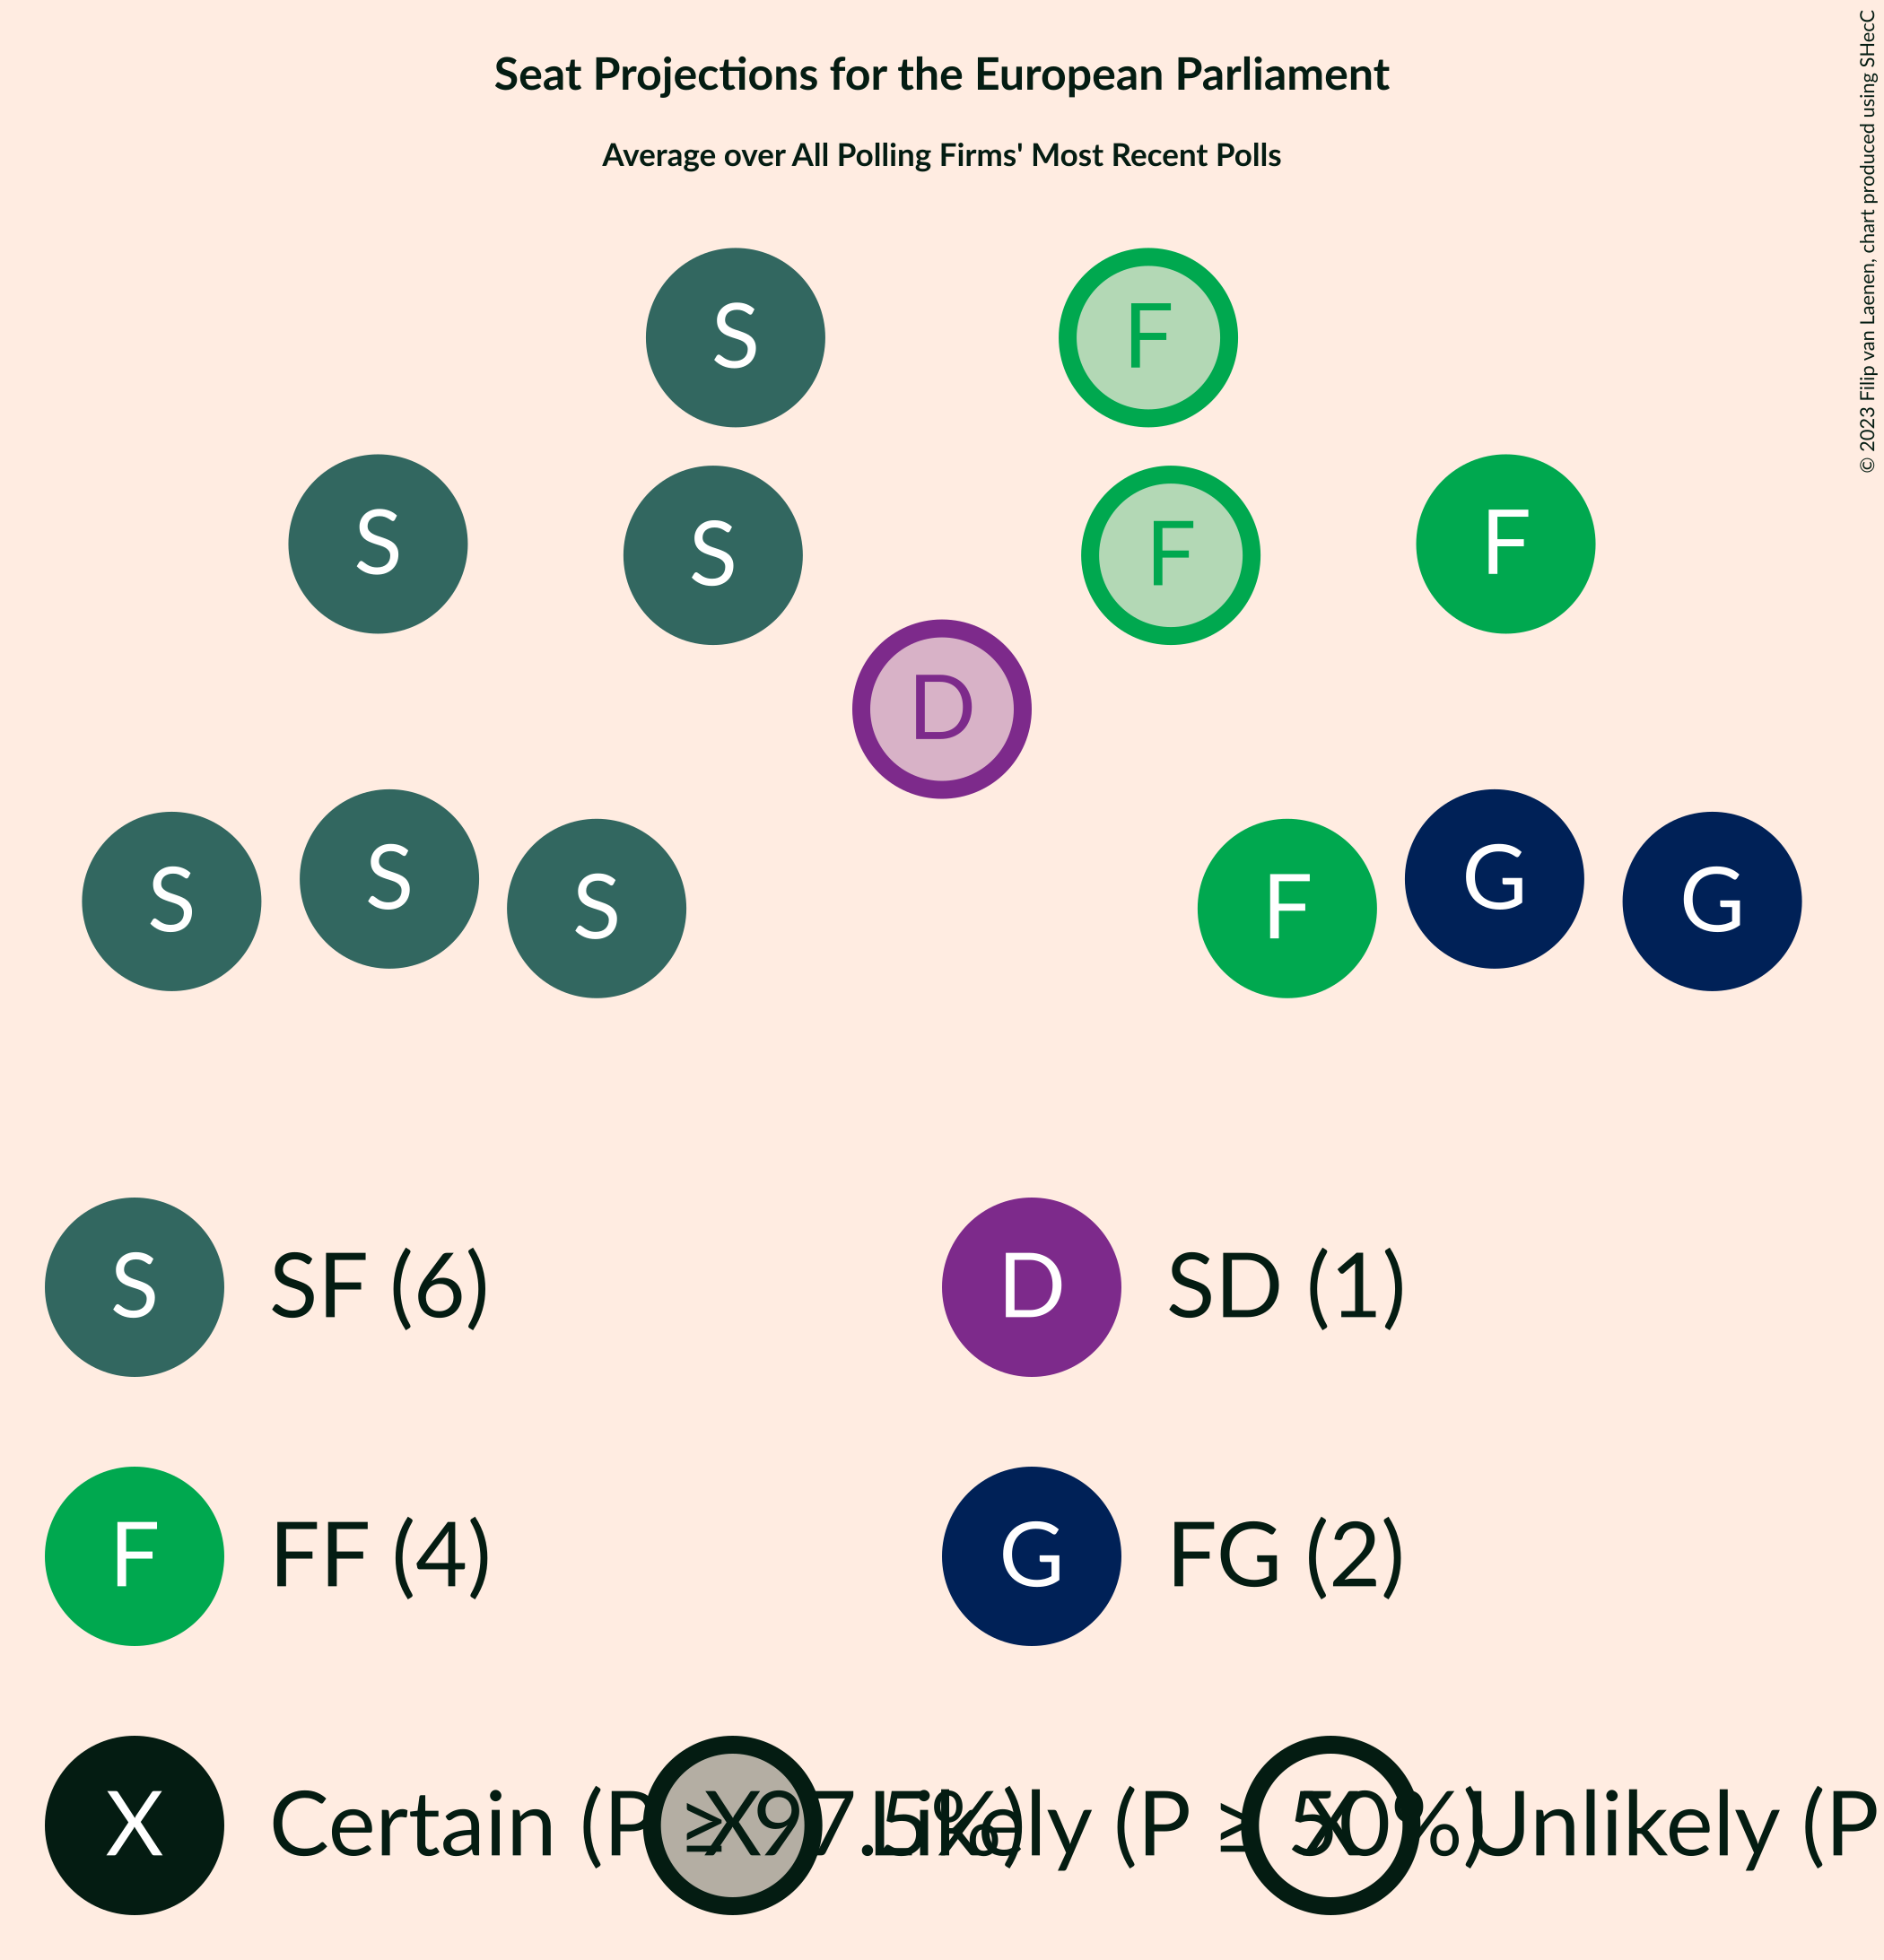 Seat Projections for the European Parliament
Average over All Polling Firms' Most Recent Polls
© 2023 Filip van Laenen, chart produced using SHecC
S F
S S F F
D
S S S F G G
S SF (6) D SD (1)
F FF (4) G FG (2)
X Certain (P ≥ 97.5%) X Likely (P ≥ 50%) X Unlikely (P